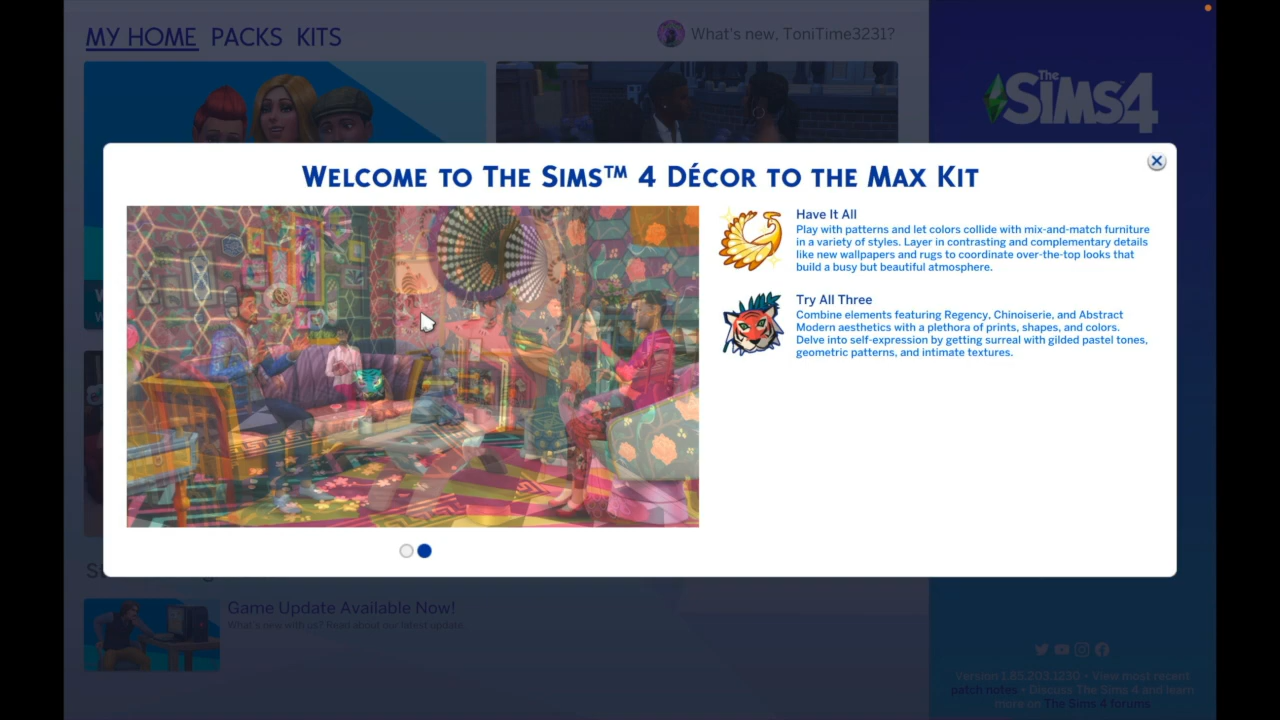 MY HOME PACKS KITS
What's new, ToniTime3231?
The SIMS 4
WELCOME TO THE SIMS™ 4 DÉCOR TO THE MAX KIT
Have It All
Play with patterns and let colors collide with mix-and-match furniture
in a variety of styles. Layer in contrasting and complementary details
like new wallpapers and rugs to coordinate over-the-top looks that
build a busy but beautiful atmosphere.
Try All Three
Combine elements featuring Regency, Chinoiserie, and Abstract
Modern aesthetics with a plethora of prints, shapes, and colors.
Delve into self-expression by getting surreal with gilded pastel tones,
geometric patterns, and intimate textures.
Game Update Available Now!
What's new with us? Read about our latest update.
Version 1.85.203.1230 • View most recent
patch notes • Discuss The Sims 4 and learn
more on The Sims 4 forums